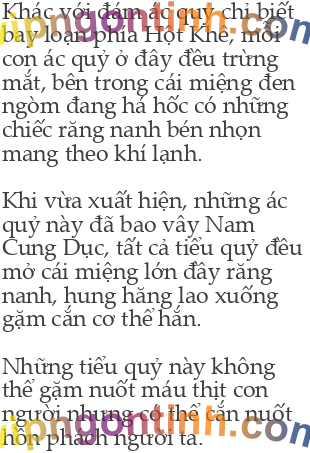 Khác với đám ác quỷ chỉ biết
bay loạn phía Hột Khê, mỗi
con ác quỷ ở đây đều trừng
mắt, bên trong cái miệng đen
ngòm đang há hốc có những
chiếc răng nanh bén nhọn
mang theo khí lạnh.
Khi vừa xuất hiện, những ác
quỷ này đã bao vây Nam
Cung Dục, tất cả tiểu quỷ đều
mở cái miệng lớn đầy răng
nanh, hung hăng lao xuống
gặm cắn cơ thể hắn.
Những tiểu quỷ này không
thể gặm nuốt máu thịt con
người nhưng có thể cắn nuốt
hồn phách người ta.
vipngontinh.com
vipngontinh.com